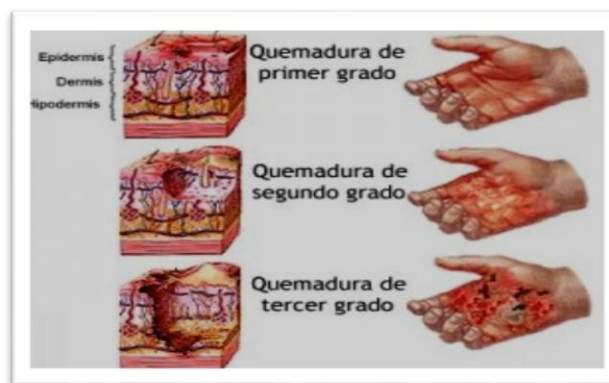 Epidermis
Dermis
Hipodermis
Quemadura de
primer grado
Quemadura de
segundo grado
Quemadura de
tercer grado